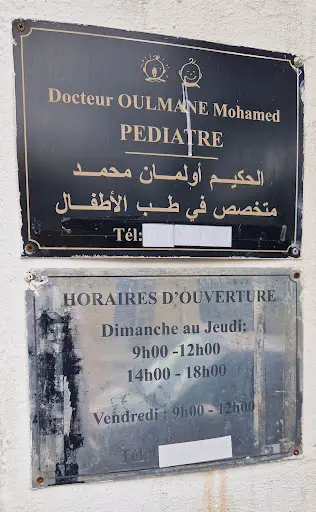 Docteur OULMANE Mohamed
PEDIATRE
الحكيم أولمان محمد
متخصص في طب الأطفال
Tél:
HORAIRES D'OUVERTURE
Dimanche au Jeudi:
9h00 -12h00
14h00 - 18h00
Vendredi : 9h00 - 12h00
Tél: